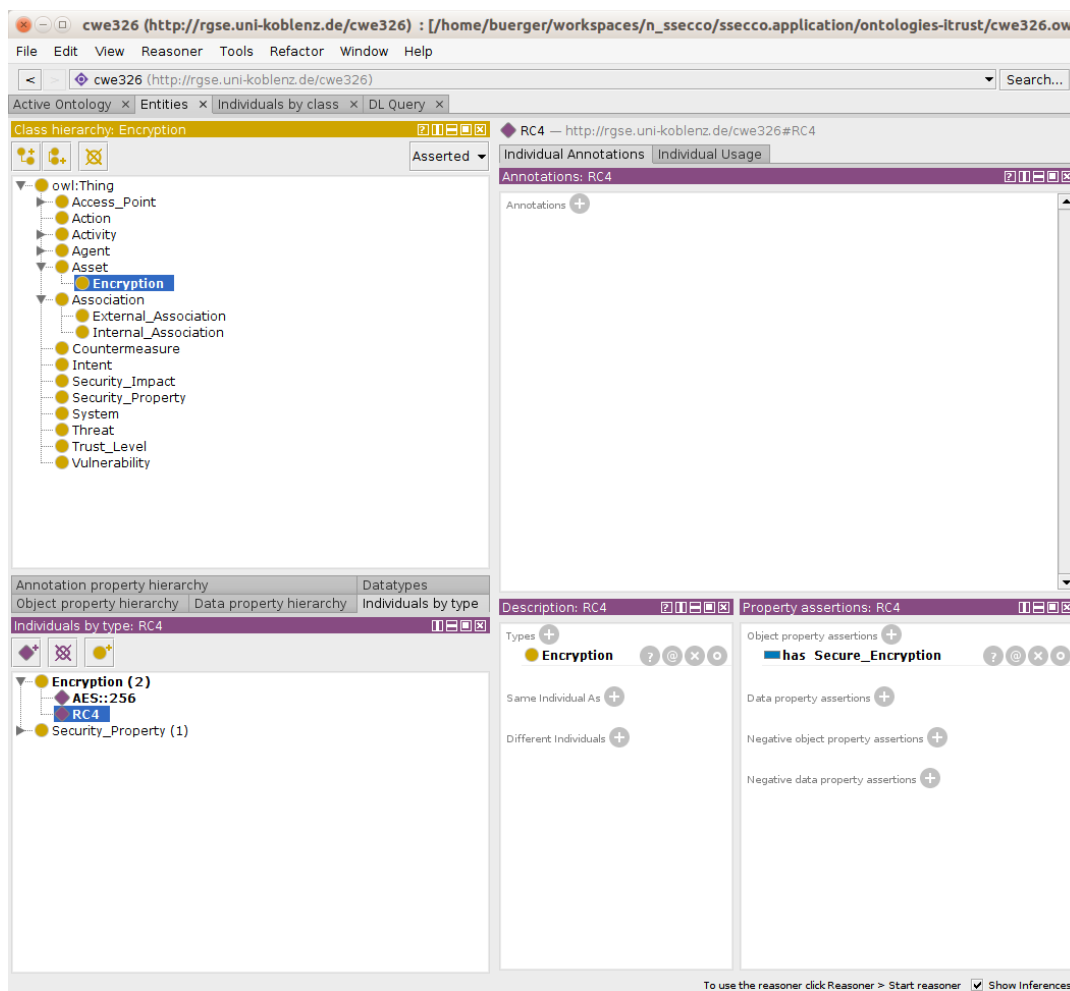 cwe326 (http://rgse.uni-koblenz.de/cwe326) : [/home/buerger/workspaces/n_ssecco/ssecco.application/ontologies-itrust/cwe326.ow
File Edit View Reasoner Tools Refactor Window Help
< > cwe326 (http://rgse.uni-koblenz.de/cwe326) Search...
Active Ontology × Entities × Individuals by class × DL Query ×
Class hierarchy: Encryption
Asserted
owl:Thing
Access_Point
Action
Activity
Agent
Asset
Encryption
Association
External_Association
Internal_Association
Countermeasure
Intent
Security_Impact
Security_Property
System
Threat
Trust_Level
Vulnerability
Annotation property hierarchy Datatypes
Object property hierarchy Data property hierarchy Individuals by type
Individuals by type: RC4
Encryption (2)
AES::256
RC4
Security_Property (1)
RC4 — http://rgse.uni-koblenz.de/cwe326#RC4
Individual Annotations Individual Usage
Annotations: RC4
Annotations
Description: RC4
Types
Encryption
Same Individual As
Different Individuals
Property assertions: RC4
Object property assertions
has Secure_Encryption
Data property assertions
Negative object property assertions
Negative data property assertions
To use the reasoner click Reasoner > Start reasoner Show Inferences